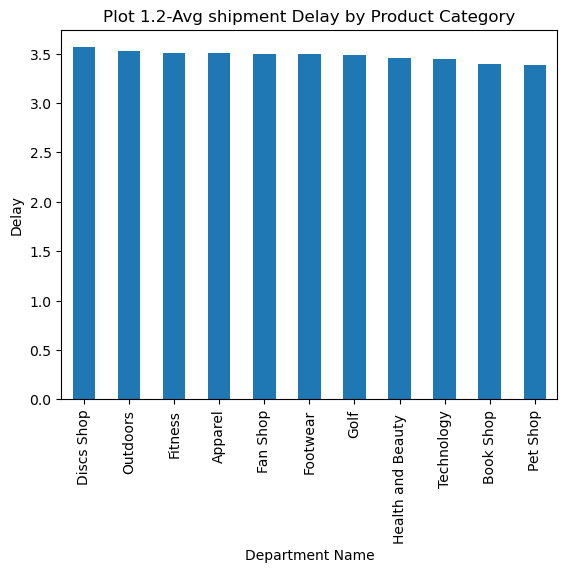 Plot 1.2-Avg shipment Delay by Product Category
3.5
3.0
2.5
2.0
1.5
1.0
0.5
0.0
Delay
Discs Shop
Outdoors
Fitness
Apparel
Fan Shop
Footwear
Golf
Health and Beauty
Technology
Book Shop
Pet Shop
Department Name